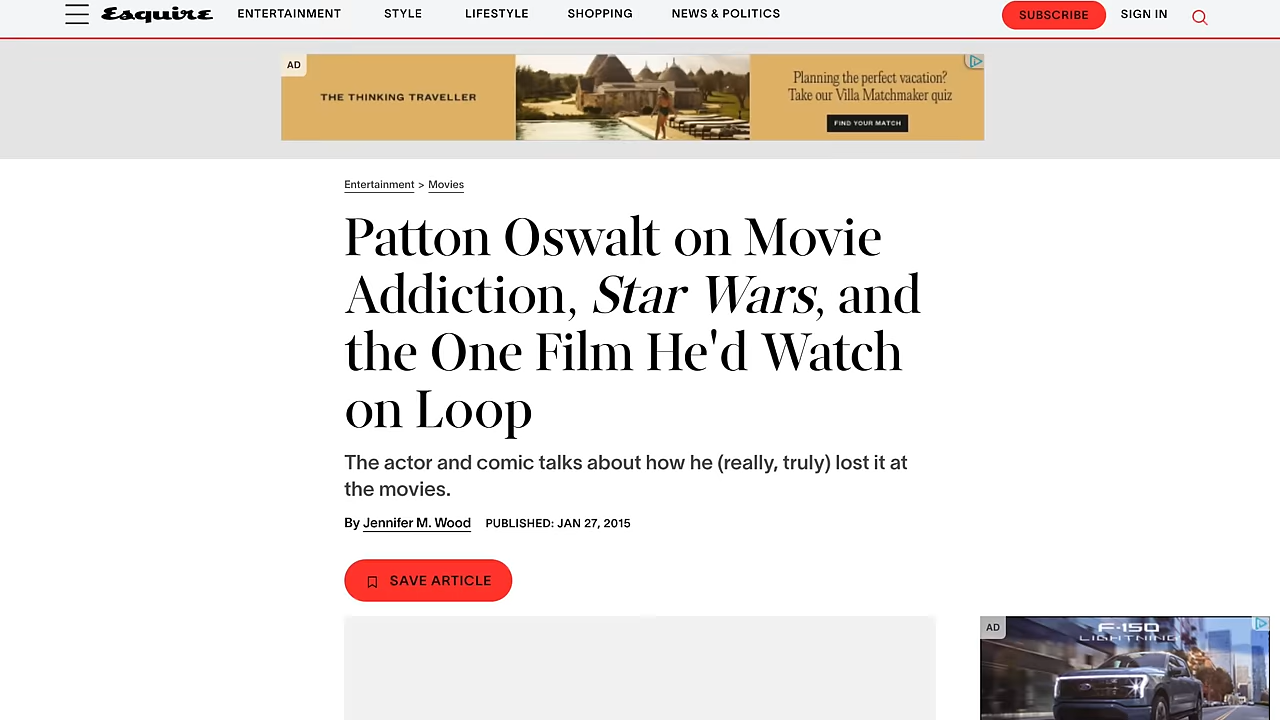 Esquire ENTERTAINMENT STYLE LIFESTYLE SHOPPING NEWS & POLITICS SUBSCRIBE SIGN IN
AD
THE THINKING TRAVELLER
Planning the perfect vacation?
Take our Villa Matchmaker quiz
FIND YOUR MATCH
Entertainment > Movies
Patton Oswalt on Movie
Addiction, Star Wars, and
the One Film He'd Watch
on Loop
The actor and comic talks about how he (really, truly) lost it at
the movies.
By Jennifer M. Wood PUBLISHED: JAN 27, 2015
SAVE ARTICLE
AD
F-150
LIGHTNING